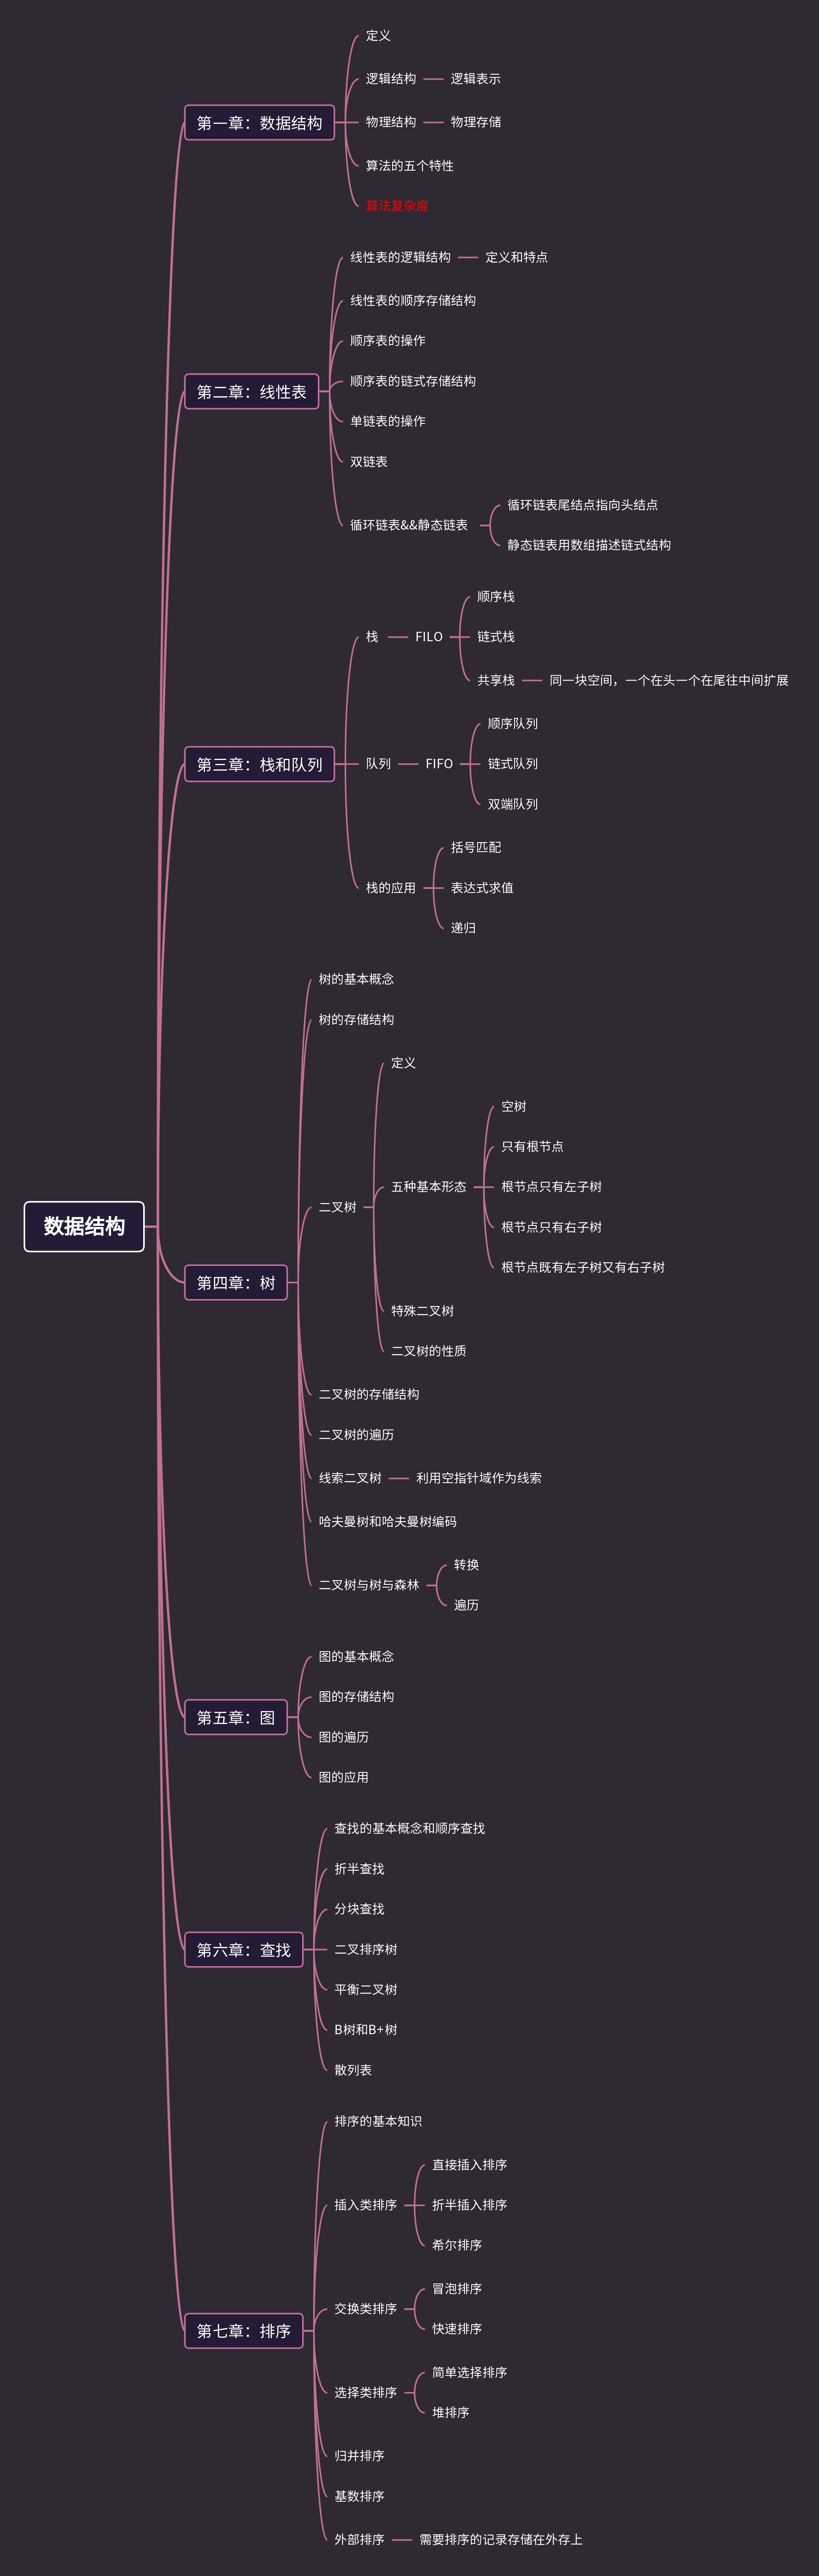 数据结构
第一章：数据结构
定义
逻辑结构
逻辑表示
物理结构
物理存储
算法的五个特性
算法复杂度
第二章：线性表
线性表的逻辑结构
定义和特点
线性表的顺序存储结构
顺序表的操作
顺序表的链式存储结构
单链表的操作
双链表
循环链表&&静态链表
循环链表尾结点指向头结点
静态链表用数组描述链式结构
第三章：栈和队列
栈
FILO
顺序栈
链式栈
共享栈
同一块空间，一个在头一个在尾往中间扩展
队列
FIFO
顺序队列
链式队列
双端队列
栈的应用
括号匹配
表达式求值
递归
第四章：树
树的基本概念
树的存储结构
二叉树
定义
五种基本形态
空树
只有根节点
根节点只有左子树
根节点只有右子树
根节点既有左子树又有右子树
特殊二叉树
二叉树的性质
二叉树的存储结构
二叉树的遍历
线索二叉树
利用空指针域作为线索
哈夫曼树和哈夫曼树编码
二叉树与树与森林
转换
遍历
第五章：图
图的基本概念
图的存储结构
图的遍历
图的应用
第六章：查找
查找的基本概念和顺序查找
折半查找
分块查找
二叉排序树
平衡二叉树
B树和B+树
散列表
第七章：排序
排序的基本知识
插入类排序
直接插入排序
折半插入排序
希尔排序
交换类排序
冒泡排序
快速排序
选择类排序
简单选择排序
堆排序
归并排序
基数排序
外部排序
需要排序的记录存储在外存上